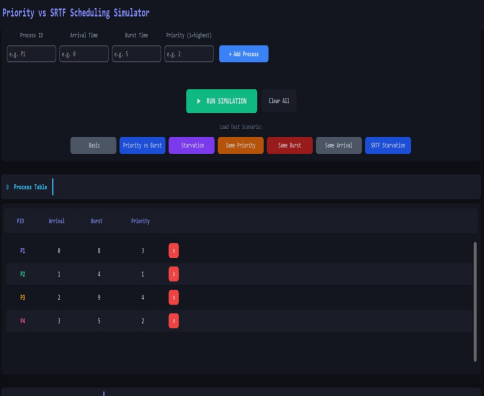 Priority vs SRTF Scheduling Simulator
Process ID Arrival Time Burst Time Priority (1=highest)
e.g. P1 e.g. 0 e.g. 5 e.g. 2 + Add Process
▶ RUN SIMULATION Clear All
Load Test Scenario:
Basic Priority vs Burst Starvation Same Priority Same Burst Same Arrival SRTF Starvation
Process Table
PID Arrival Burst Priority
P1 0 8 3
P2 1 4 1
P3 2 9 4
P4 3 5 2